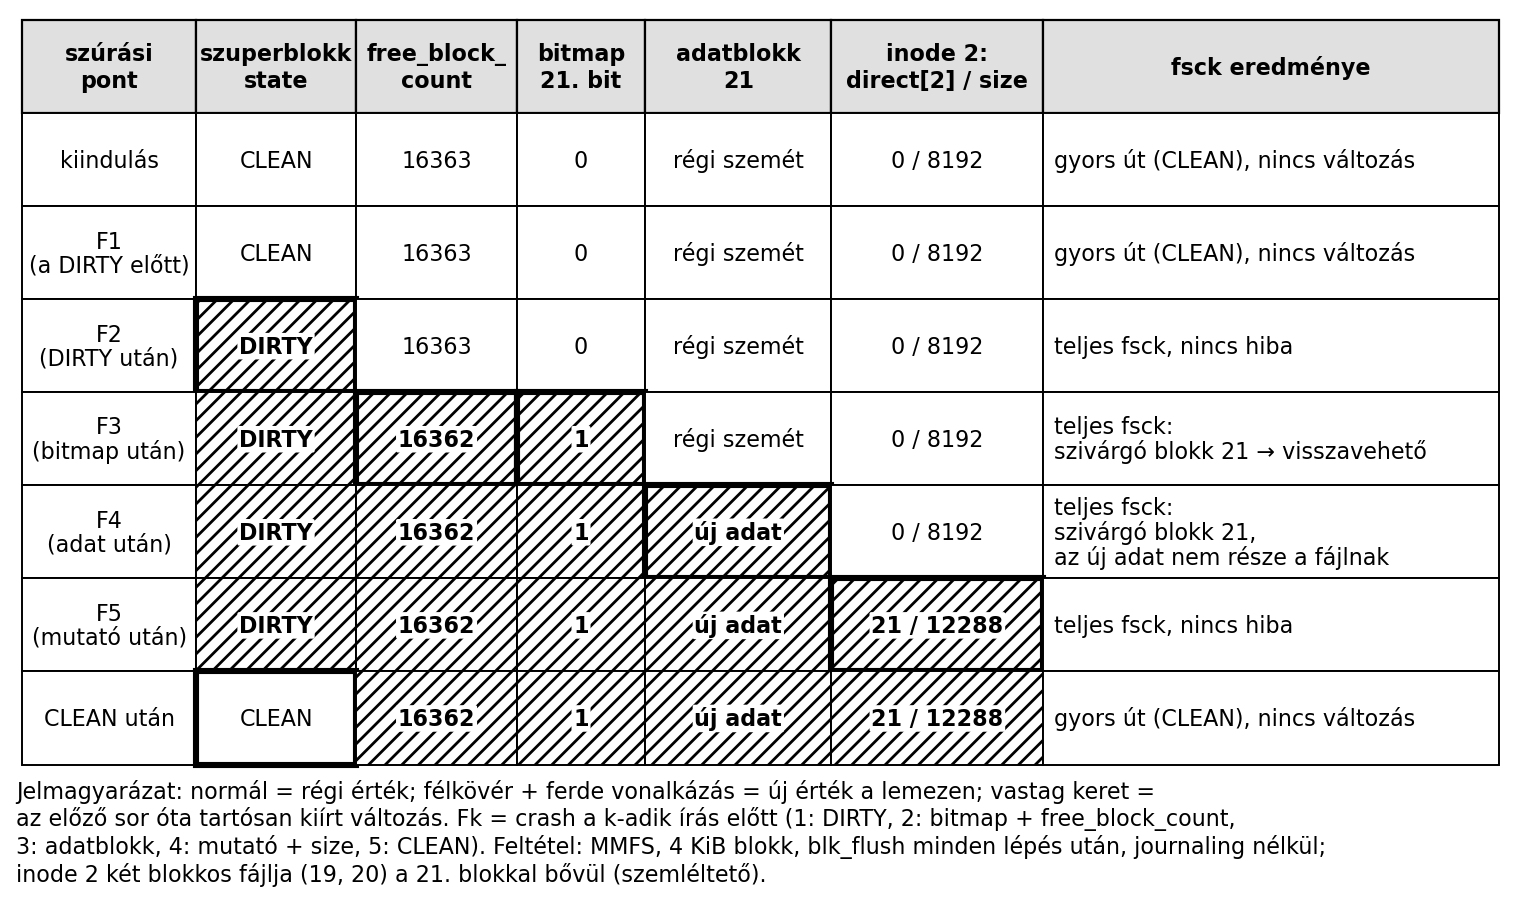 szúrási pont | szuperblokk state | free_block_ count | bitmap 21. bit | adatblokk 21 | inode 2: direct[2] / size | fsck eredménye
kiindulás | CLEAN | 16363 | 0 | régi szemét | 0 / 8192 | gyors út (CLEAN), nincs változás
F1 (a DIRTY előtt) | CLEAN | 16363 | 0 | régi szemét | 0 / 8192 | gyors út (CLEAN), nincs változás
F2 (DIRTY után) | DIRTY | 16363 | 0 | régi szemét | 0 / 8192 | teljes fsck, nincs hiba
F3 (bitmap után) | DIRTY | 16362 | 1 | régi szemét | 0 / 8192 | teljes fsck: szivárgó blokk 21 → visszavehető
F4 (adat után) | DIRTY | 16362 | 1 | új adat | 0 / 8192 | teljes fsck: szivárgó blokk 21, az új adat nem része a fájlnak
F5 (mutató után) | DIRTY | 16362 | 1 | új adat | 21 / 12288 | teljes fsck, nincs hiba
CLEAN után | CLEAN | 16362 | 1 | új adat | 21 / 12288 | gyors út (CLEAN), nincs változás
Jelmagyarázat: normál = régi érték; félkövér + ferde vonalkázás = új érték a lemezen; vastag keret =
az előző sor óta tartósan kiírt változás. Fk = crash a k-adik írás előtt (1: DIRTY, 2: bitmap + free_block_count,
3: adatblokk, 4: mutató + size, 5: CLEAN). Feltétel: MMFS, 4 KiB blokk, blk_flush minden lépés után, journaling nélkül;
inode 2 két blokkos fájlja (19, 20) a 21. blokkal bővül (szemléltető).